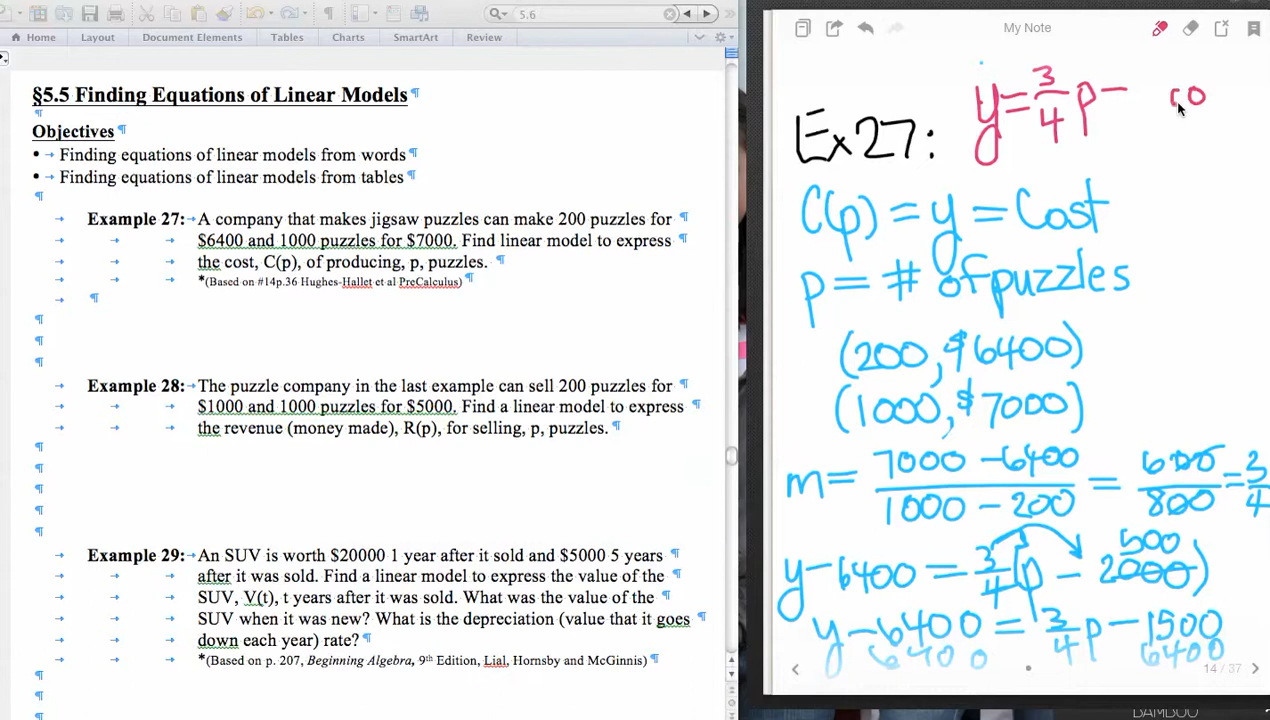 5.6
Home Layout Document Elements Tables Charts SmartArt Review
§5.5 Finding Equations of Linear Models
Objectives
• Finding equations of linear models from words
• Finding equations of linear models from tables
Example 27: A company that makes jigsaw puzzles can make 200 puzzles for
$6400 and 1000 puzzles for $7000. Find linear model to express
the cost, C(p), of producing, p, puzzles.
*(Based on #14p.36 Hughes-Hallet et al PreCalculus)
Example 28: The puzzle company in the last example can sell 200 puzzles for
$1000 and 1000 puzzles for $5000. Find a linear model to express
the revenue (money made), R(p), for selling, p, puzzles.
Example 29: An SUV is worth $20000 1 year after it sold and $5000 5 years
after it was sold. Find a linear model to express the value of the
SUV, V(t), t years after it was sold. What was the value of the
SUV when it was new? What is the depreciation (value that it goes
down each year) rate?
*(Based on p. 207, Beginning Algebra, 9th Edition, Lial, Hornsby and McGinnis)
My Note
y = 3/4 p -
Ex 27:
C(p) = y = Cost
p = # of puzzles
(200, $6400)
(1000, $7000)
m = 7000 - 6400 / 1000 - 200 = 600 / 800 = 3/4
500
y - 6400 = 3/4 (p - 2000)
y - 6400 = 3/4 p - 1500
6400 6400
14 / 37
BAMBOO